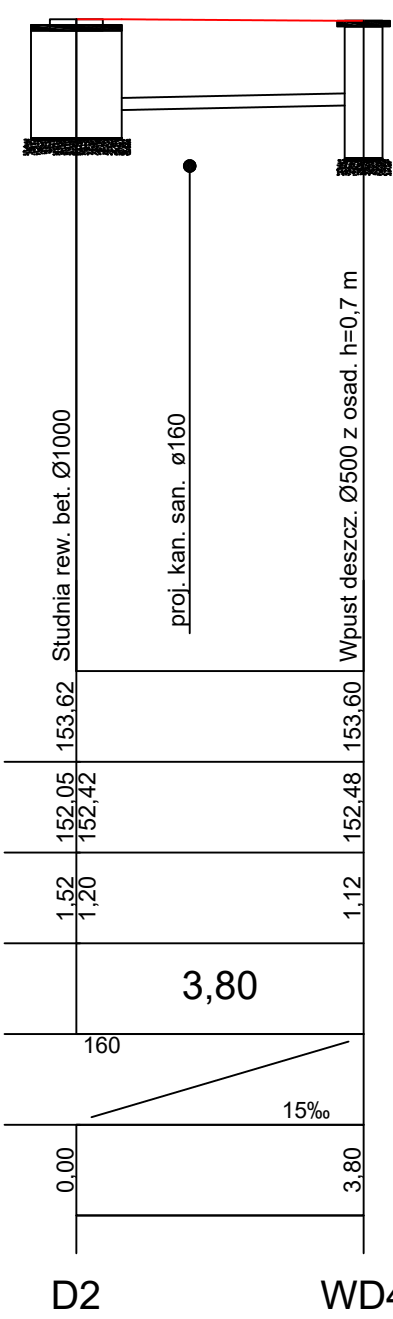 Studnia rew. bet. Ø1000
proj. kan. san. ø160
Wpust deszcz. Ø500 z osad. h=0,7 m
153,62
153,60
152,05
152,42
152,48
1,52
1,20
1,12
3,80
160
15‰
0,00
3,80
D2
WD4